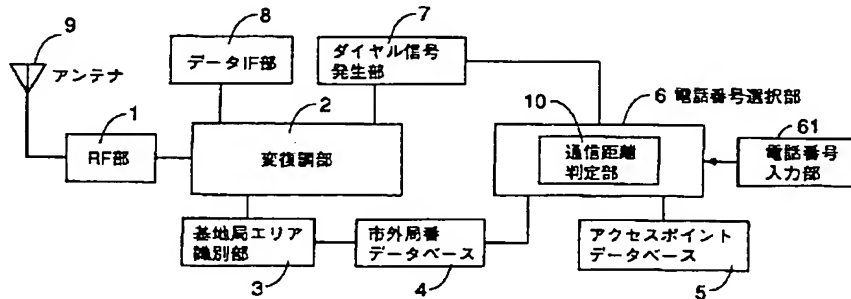 9
アンテナ
8
データIF部
7
ダイヤル信号
発生部
1
RF部
2
変復調部
6 電話番号選択部
10
通信距離
判定部
61
電話番号
入力部
基地局エリア
識別部
3
市外局番
データベース
4
アクセスポイント
データベース
5